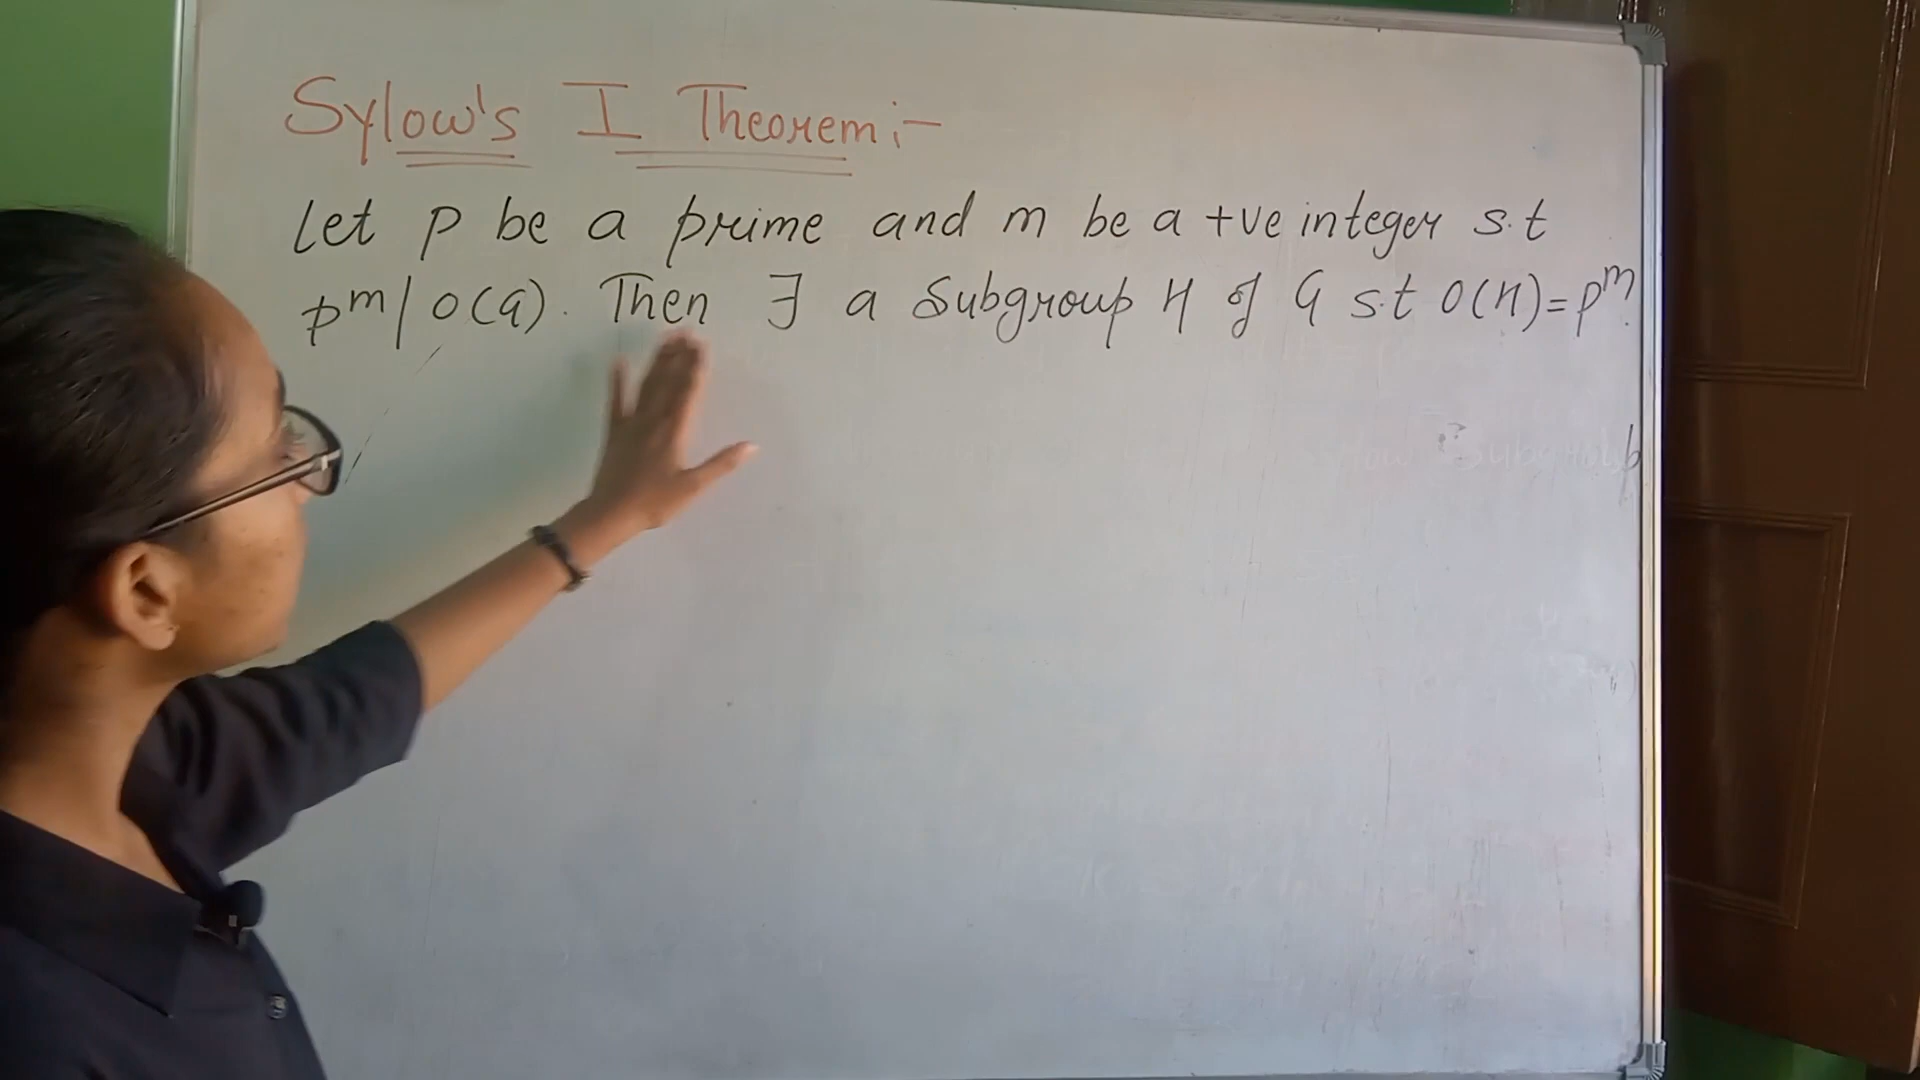 Sylow's I Theorem :-
Let p be a prime and m be a +ve integer s.t
p^m / O(G). Then ∃ a Subgroup H of G s.t O(H) = p^m.